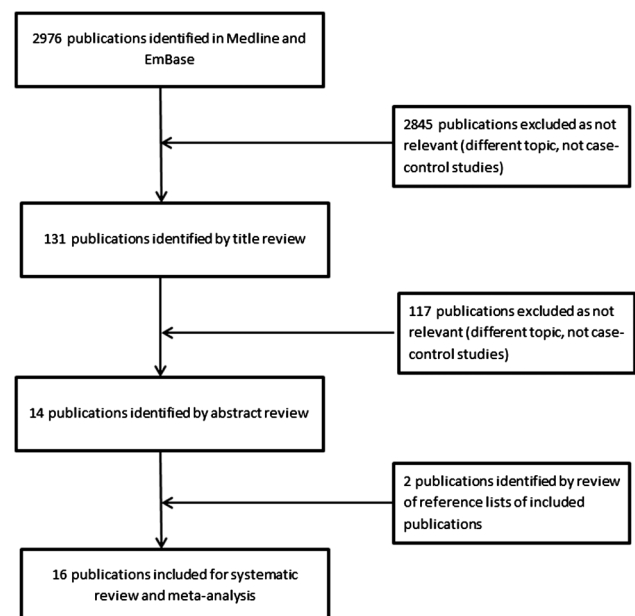 2976 publications identified in Medline and
EmBase
2845 publications excluded as not
relevant (different topic, not case-
control studies)
131 publications identified by title review
117 publications excluded as not
relevant (different topic, not case-
control studies)
14 publications identified by abstract review
2 publications identified by review
of reference lists of included
publications
16 publications included for systematic
review and meta-analysis